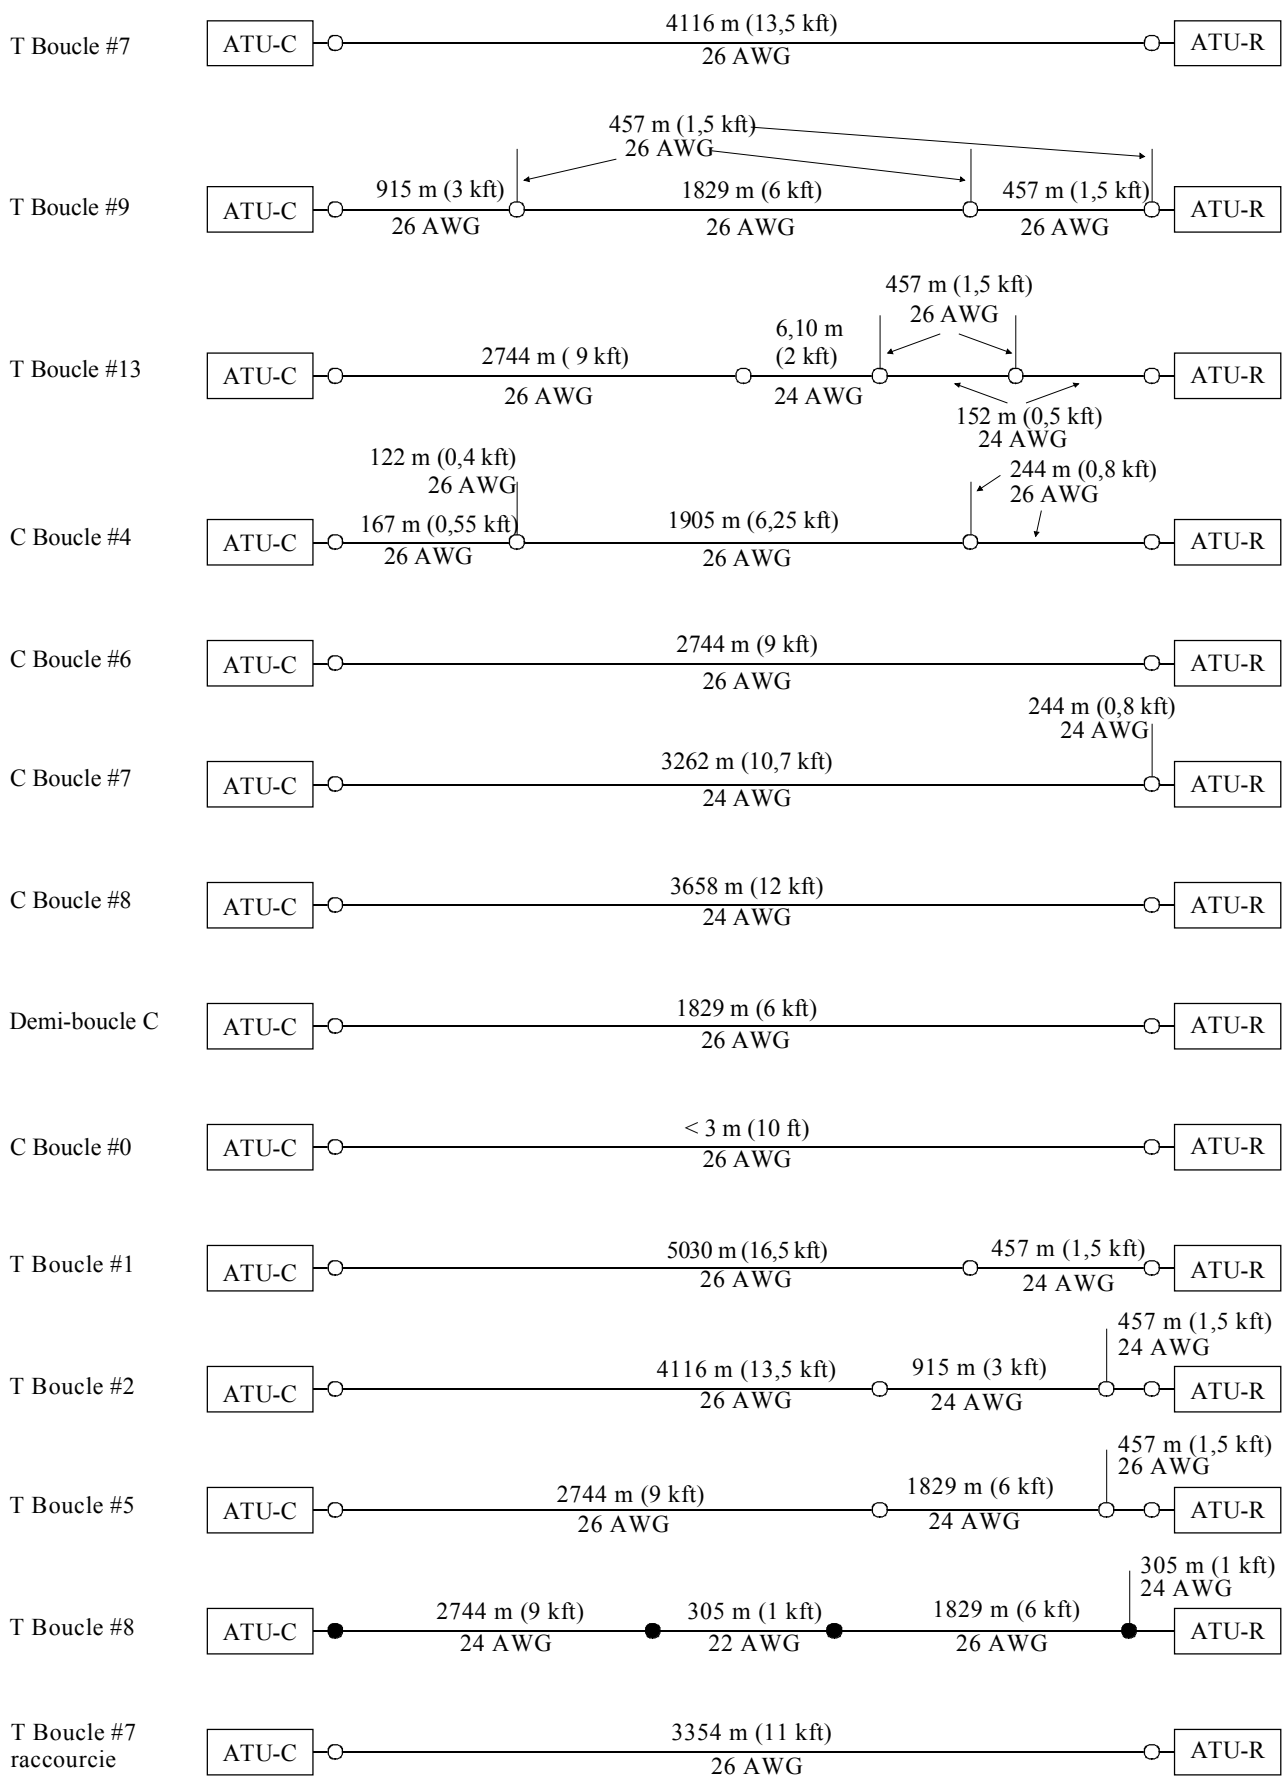 T Boucle #7
ATU-C
4116 m (13,5 kft)
26 AWG
ATU-R
457 m (1,5 kft)
26 AWG
T Boucle #9
ATU-C
915 m (3 kft)
26 AWG
1829 m (6 kft)
26 AWG
457 m (1,5 kft)
26 AWG
ATU-R
457 m (1,5 kft)
26 AWG
T Boucle #13
ATU-C
2744 m ( 9 kft)
26 AWG
6,10 m
(2 kft)
24 AWG
152 m (0,5 kft)
24 AWG
ATU-R
122 m (0,4 kft)
26 AWG
244 m (0,8 kft)
26 AWG
C Boucle #4
ATU-C
167 m (0,55 kft)
26 AWG
1905 m (6,25 kft)
26 AWG
ATU-R
C Boucle #6
ATU-C
2744 m (9 kft)
26 AWG
ATU-R
244 m (0,8 kft)
24 AWG
C Boucle #7
ATU-C
3262 m (10,7 kft)
24 AWG
ATU-R
C Boucle #8
ATU-C
3658 m (12 kft)
24 AWG
ATU-R
Demi-boucle C
ATU-C
1829 m (6 kft)
26 AWG
ATU-R
C Boucle #0
ATU-C
< 3 m (10 ft)
26 AWG
ATU-R
T Boucle #1
ATU-C
5030 m (16,5 kft)
26 AWG
457 m (1,5 kft)
24 AWG
ATU-R
457 m (1,5 kft)
24 AWG
T Boucle #2
ATU-C
4116 m (13,5 kft)
26 AWG
915 m (3 kft)
24 AWG
ATU-R
457 m (1,5 kft)
26 AWG
T Boucle #5
ATU-C
2744 m (9 kft)
26 AWG
1829 m (6 kft)
24 AWG
ATU-R
305 m (1 kft)
24 AWG
T Boucle #8
ATU-C
2744 m (9 kft)
24 AWG
305 m (1 kft)
22 AWG
1829 m (6 kft)
26 AWG
ATU-R
T Boucle #7
raccourcie
ATU-C
3354 m (11 kft)
26 AWG
ATU-R